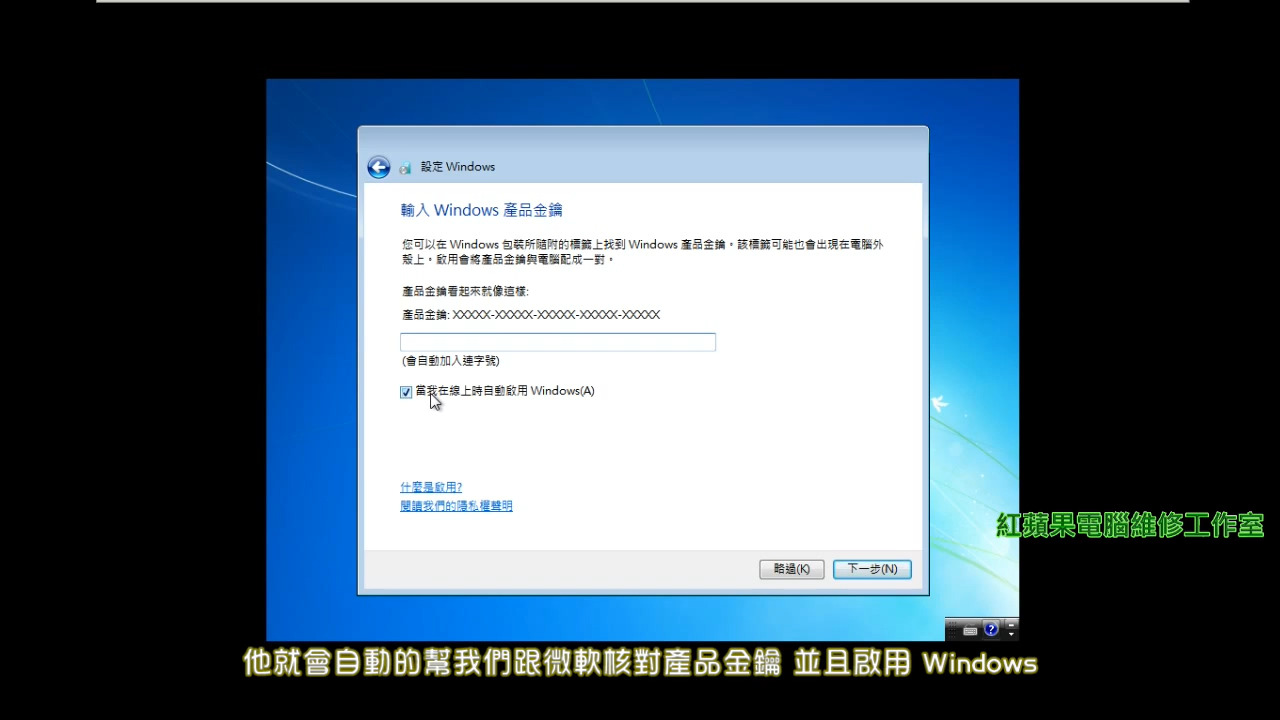 設定 Windows
輸入 Windows 產品金鑰
您可以在 Windows 包裝所隨附的標籤上找到 Windows 產品金鑰。該標籤可能也會出現在電腦外
殼上。啟用會將產品金鑰與電腦配成一對。
產品金鑰看起來就像這樣:
產品金鑰: XXXXX-XXXXX-XXXXX-XXXXX-XXXXX
(會自動加入連字號)
當我在線上時自動啟用 Windows(A)
什麼是啟用?
閱讀我們的隱私權聲明
紅蘋果電腦維修工作室
略過(K)
下一步(N)
他就會自動的幫我們跟微軟核對產品金鑰 並且啟用 Windows